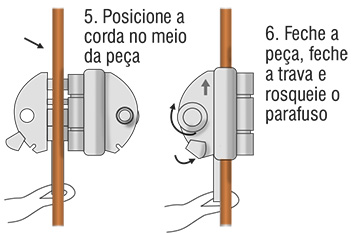 5. Posicione a
corda no meio
da peça
6. Feche a
peça, feche
a trava e
rosqueie o
parafuso